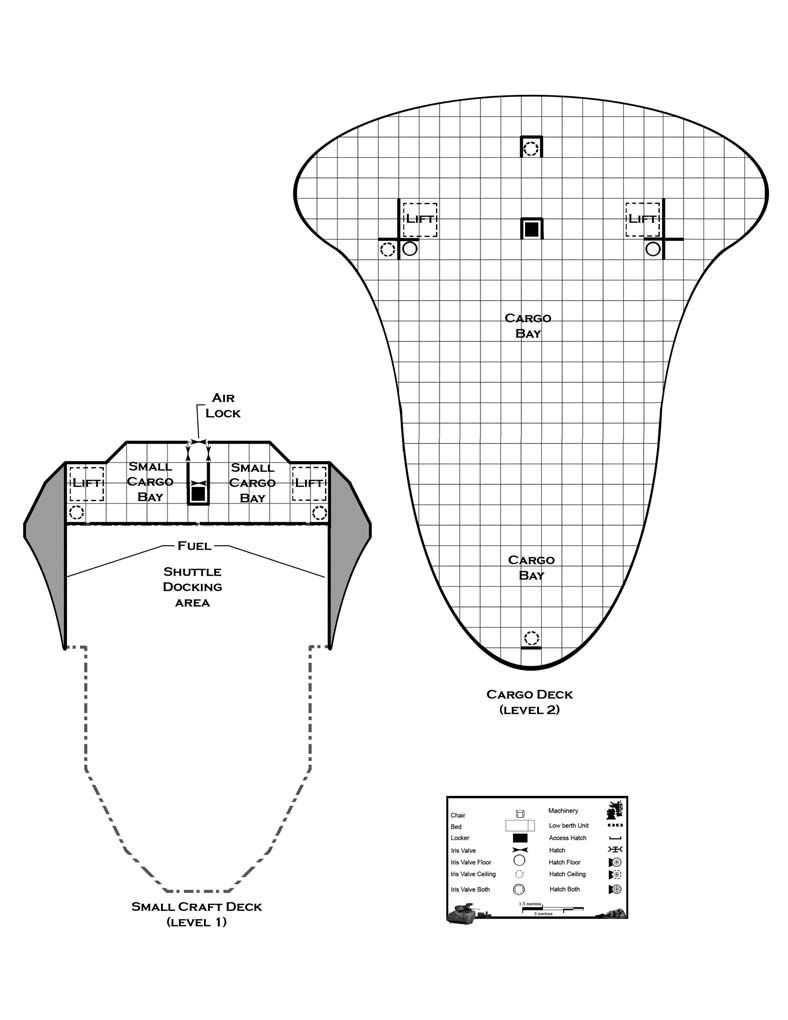 LIFT
LIFT
CARGO
BAY
AIR
LOCK
SMALL
CARGO
BAY
SMALL
CARGO
BAY
LIFT
LIFT
FUEL
SHUTTLE
DOCKING
AREA
CARGO
BAY
CARGO DECK
(LEVEL 2)
SMALL CRAFT DECK
(LEVEL 1)
Chair
Bed
Locker
Iris Valve
Iris Valve Floor
Iris Valve Ceiling
Iris Valve Both
Machinery
Low berth Unit
Access Hatch
Hatch
Hatch Floor
Hatch Ceiling
Hatch Both
1.5 metres
3 metres